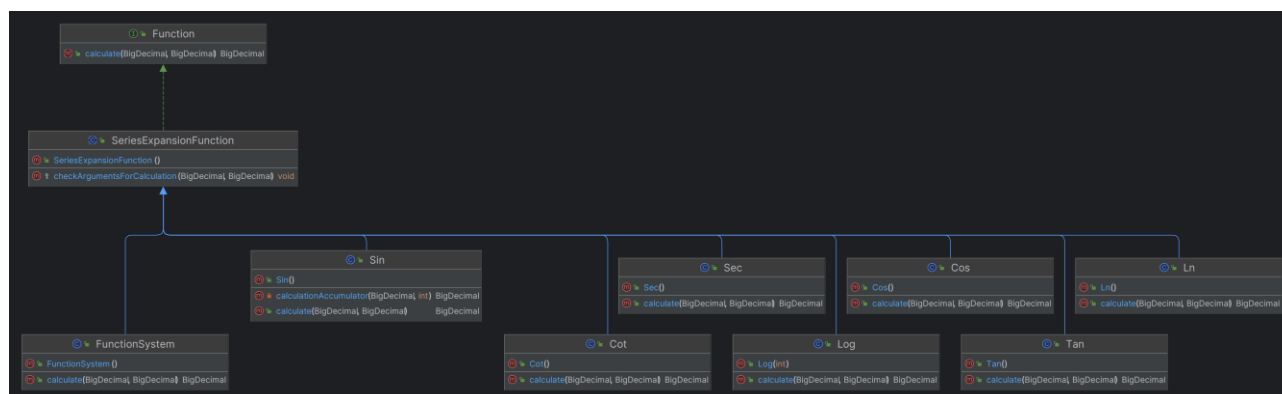 Function
calculate(BigDecimal, BigDecimal) BigDecimal
SeriesExpansionFunction
SeriesExpansionFunction ()
checkArgumentsForCalculation (BigDecimal, BigDecimal) void
Sin
Sin()
calculationAccumulator(BigDecimal, int) BigDecimal
calculate(BigDecimal, BigDecimal) BigDecimal
Sec
Sec()
calculate(BigDecimal, BigDecimal) BigDecimal
Cos
Cos()
calculate(BigDecimal, BigDecimal) BigDecimal
Ln
Ln()
calculate(BigDecimal, BigDecimal) BigDecimal
FunctionSystem
FunctionSystem ()
calculate(BigDecimal, BigDecimal) BigDecimal
Cot
Cot()
calculate(BigDecimal, BigDecimal) BigDecimal
Log
Log(int)
calculate(BigDecimal, BigDecimal) BigDecimal
Tan
Tan()
calculate(BigDecimal, BigDecimal) BigDecimal